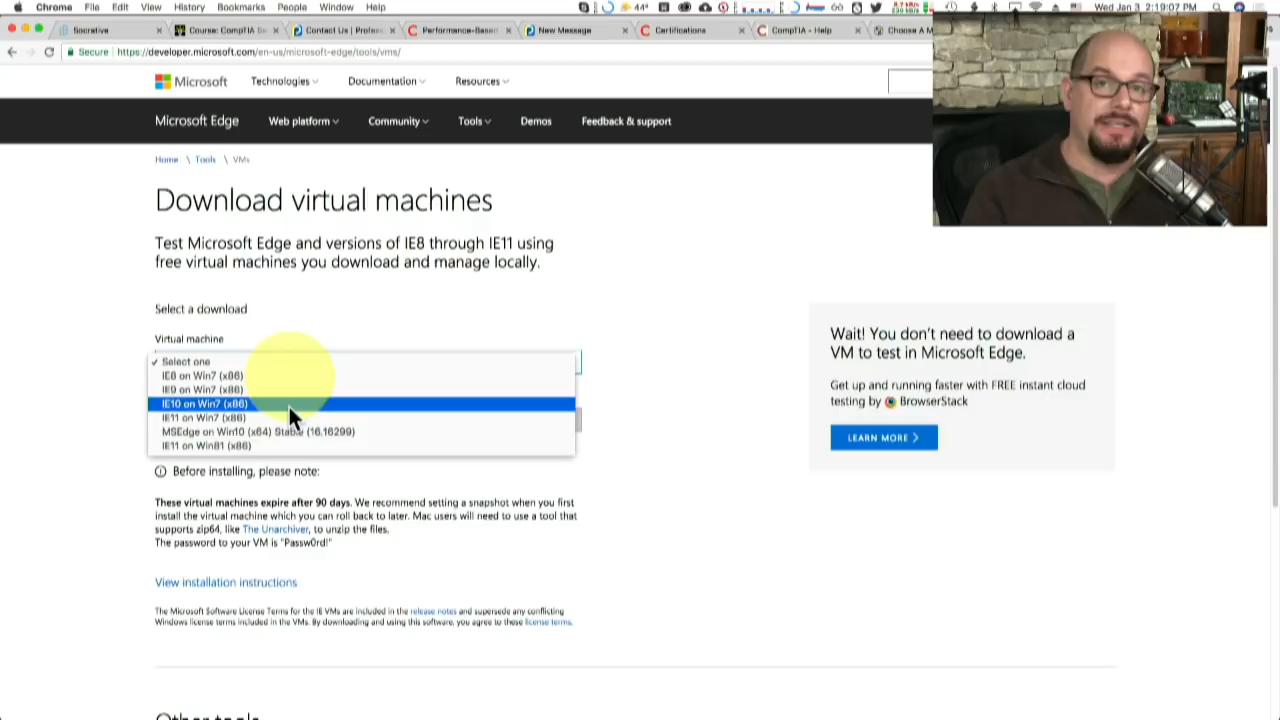 Chrome File Edit View History Bookmarks People Window Help 44° Wed Jan 3 2:19:07 PM
Socrative Course: CompTIA Contact Us | Profess Performance-Based New Message Certifications CompTIA - Help Choose A M
Secure https://developer.microsoft.com/en-us/microsoft-edge/tools/vms/
Microsoft Technologies Documentation Resources
Microsoft Edge Web platform Community Tools Demos Feedback & support
Home \ Tools \ VMs
Download virtual machines
Test Microsoft Edge and versions of IE8 through IE11 using
free virtual machines you download and manage locally.
Select a download
Virtual machine
✓ Select one
IE8 on Win7 (x86)
IE9 on Win7 (x86)
IE10 on Win7 (x86)
IE11 on Win7 (x86)
MSEdge on Win10 (x64) Stable (16.16299)
IE11 on Win81 (x86)
Before installing, please note:
These virtual machines expire after 90 days. We recommend setting a snapshot when you first
install the virtual machine which you can roll back to later. Mac users will need to use a tool that
supports zip64, like The Unarchiver, to unzip the files.
The password to your VM is "Passw0rd!"
View installation instructions
The Microsoft Software License Terms for the IE VMs are included in the release notes and supersede any conflicting
Windows license terms included in the VMs. By downloading and using this software, you agree to these license terms.
Wait! You don't need to download a
VM to test in Microsoft Edge.
Get up and running faster with FREE instant cloud
testing by BrowserStack
LEARN MORE
Other tools